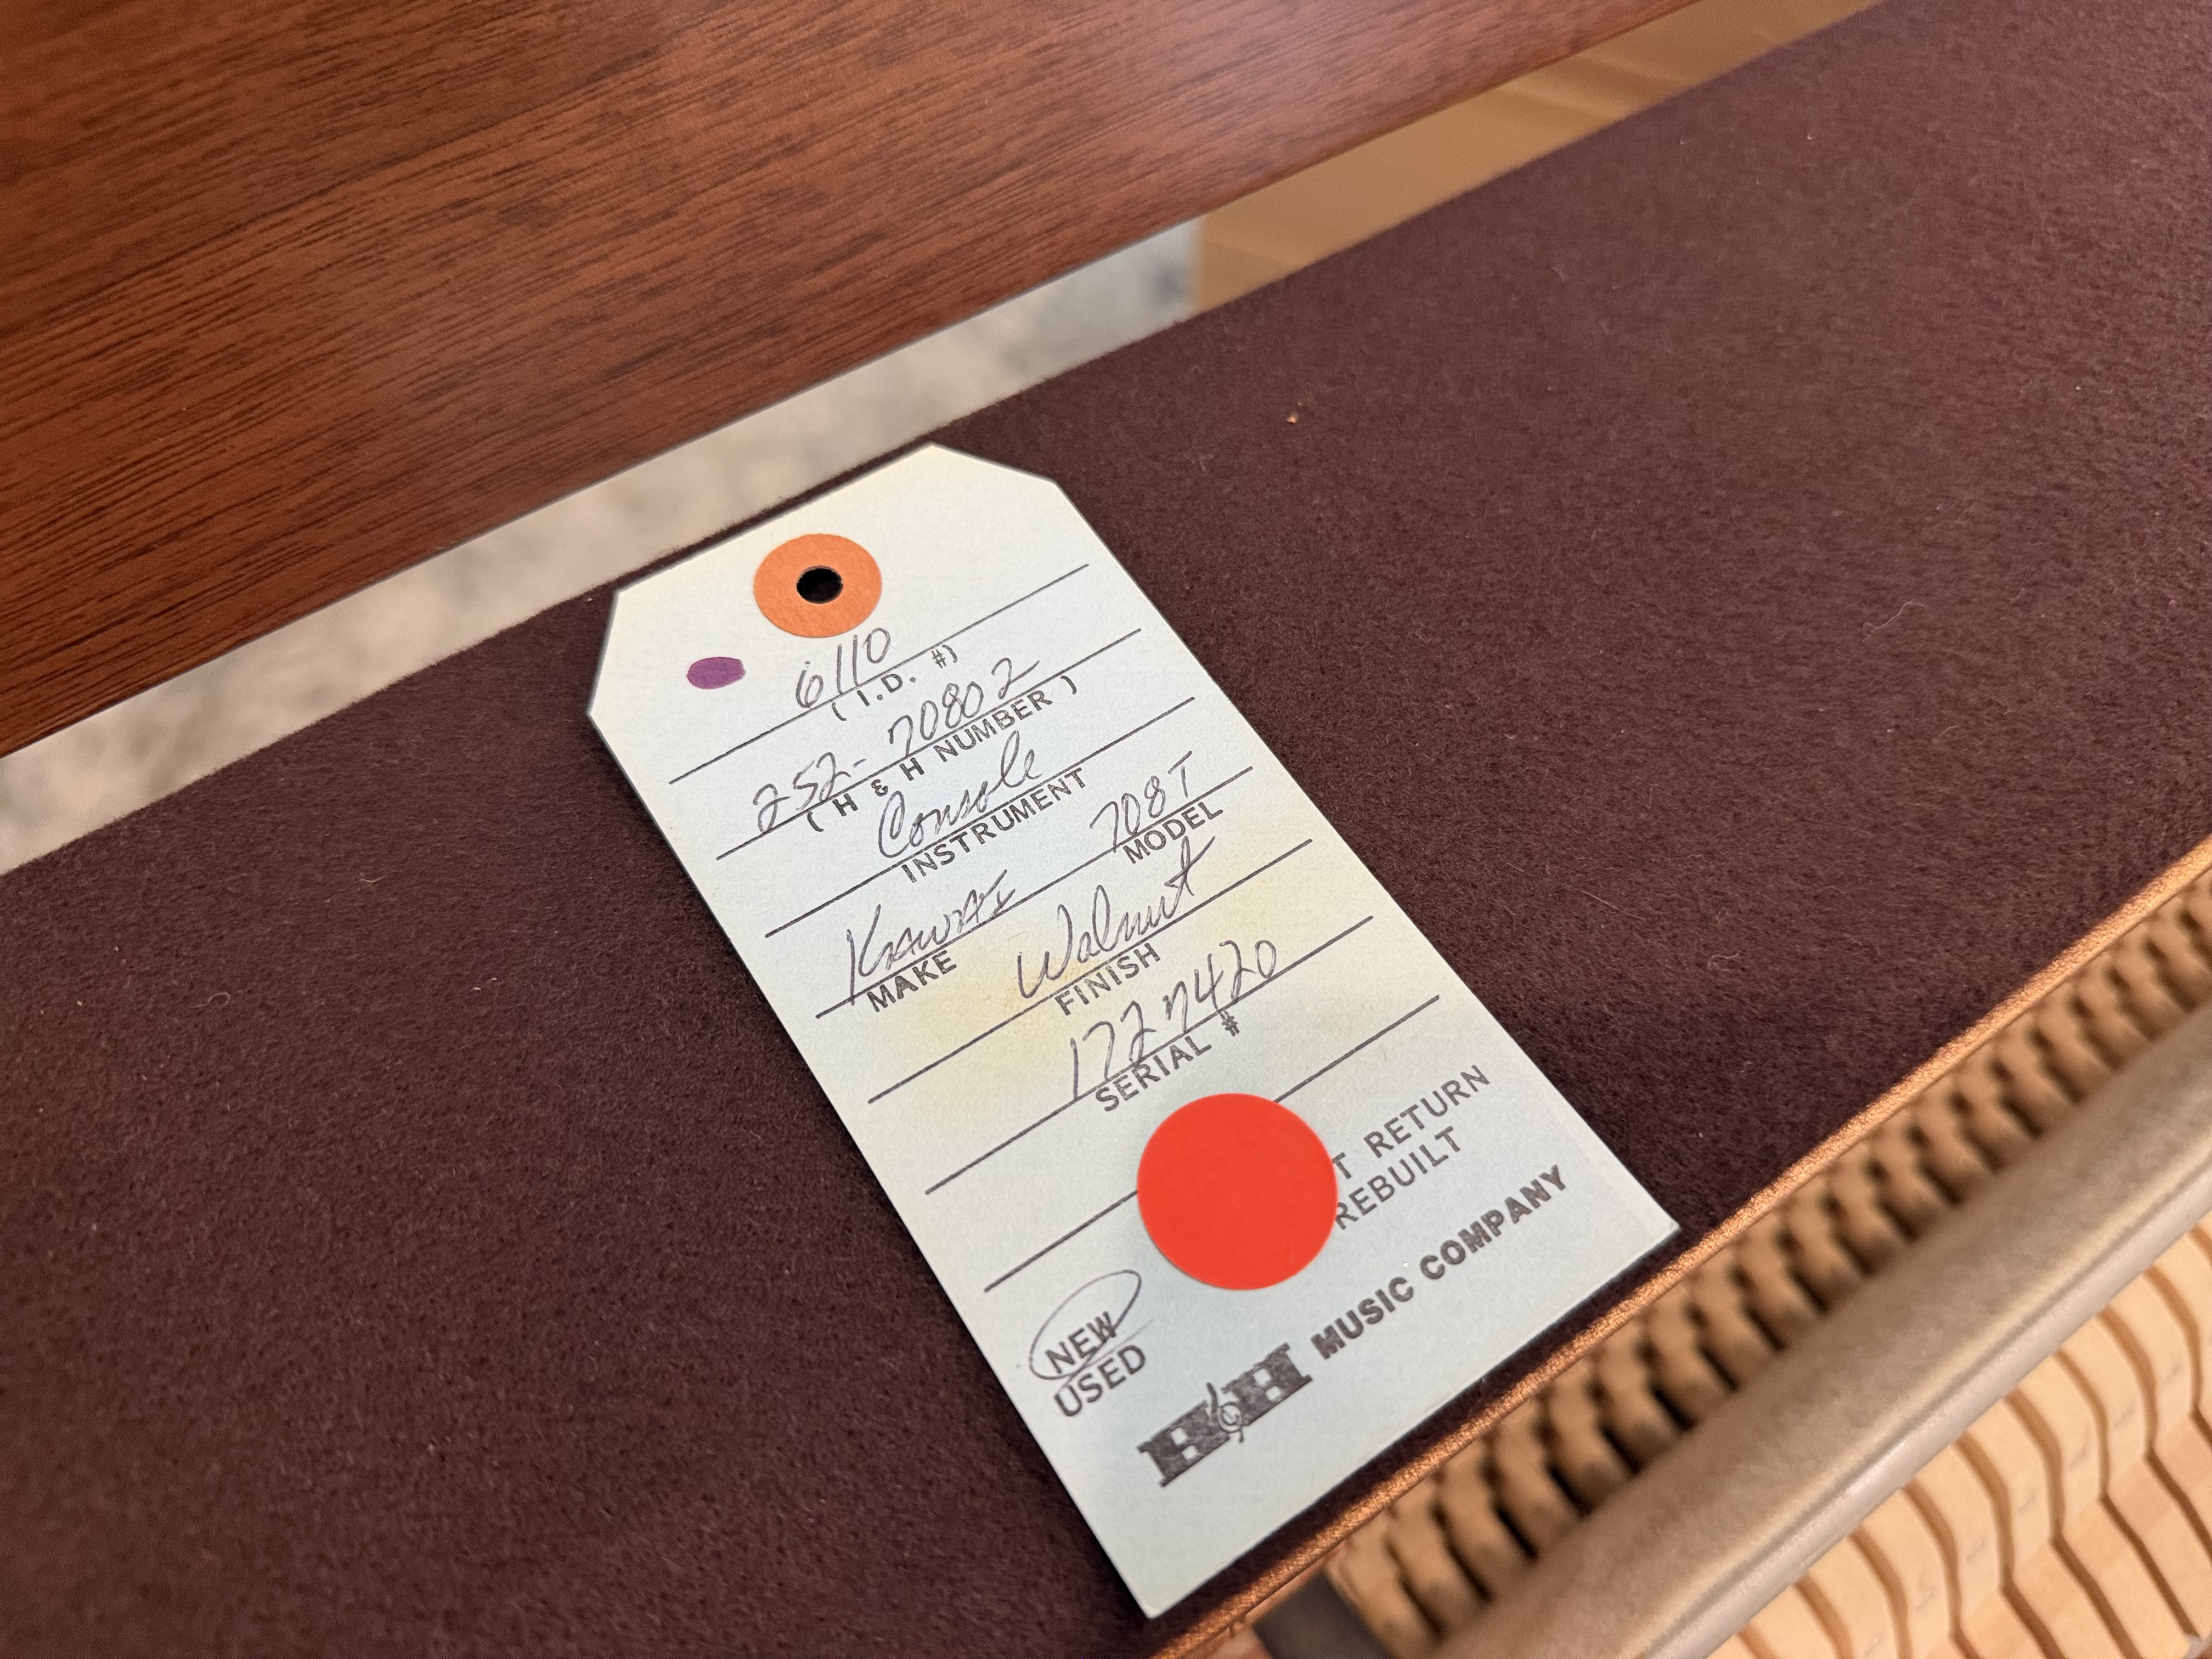 6110
( I.D. #)
252-70802
( H & H NUMBER )
Console
INSTRUMENT
Kawai 708T
MAKE MODEL
Walnut
FINISH
1727420
SERIAL #
NEW T RETURN
USED REBUILT
H&H MUSIC COMPANY